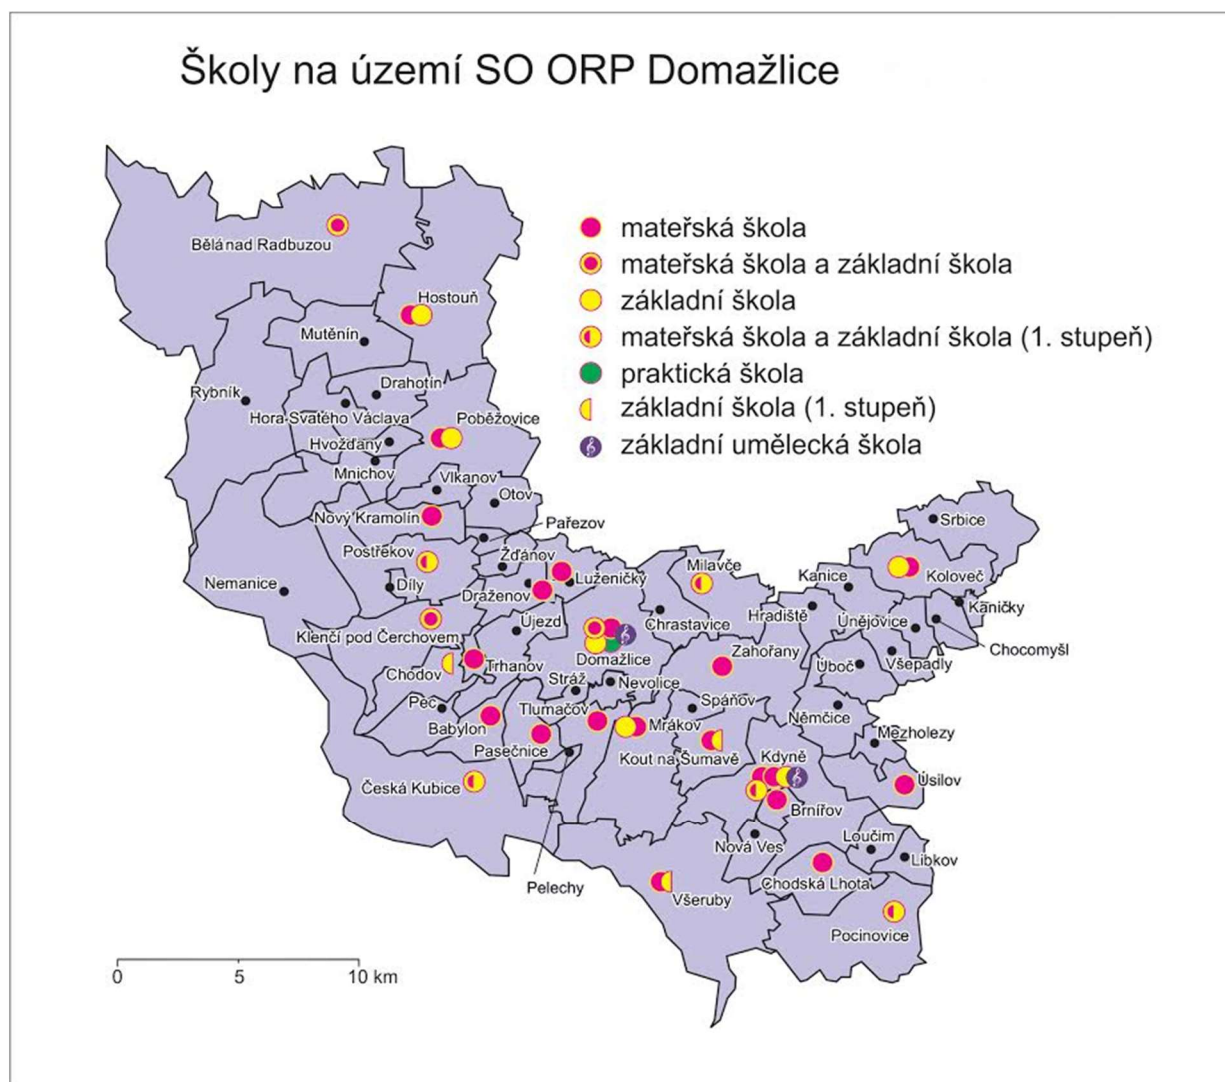 Školy na území SO ORP Domažlice
mateřská škola
mateřská škola a základní škola
základní škola
mateřská škola a základní škola (1. stupeň)
praktická škola
základní škola (1. stupeň)
základní umělecká škola
Bělá nad Radbuzou
Hostouň
Mutěnín
Drahotín
Rybník
Hora Svatého Václava
Poběžovice
Hvožďany
Mnichov
Vlkanov
Otov
Nový Kramolín
Pařezov
Srbice
Postřekov
Žďánov
Milavče
Koloveč
Nemanice
Díly
Draženov
Luženičky
Kanice
Kaničky
Klenčí pod Čerchovem
Újezd
Chrastavice
Hradiště
Únějovice
Chocomyšl
Domažlice
Zahořany
Všepadly
Chodov
Trhanov
Stráž
Nevolice
Úboč
Pec
Tlumačov
Spáňov
Němčice
Babylon
Mrákov
Mezholezy
Pasečnice
Kout na Šumavě
Kdyně
Česká Kubice
Úsilov
Brnířov
Nová Ves
Loučim
Libkov
Pelechy
Chodská Lhota
Všeruby
Pocinovice
0 5 10 km